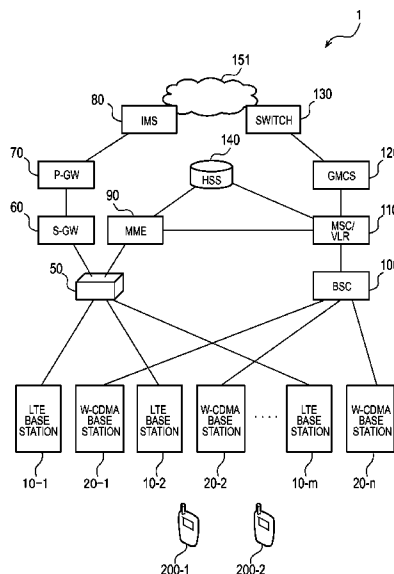 1
151
80
130
IMS
SWITCH
140
70
120
P-GW
HSS
GMCS
60
90
110
S-GW
MME
MSC/
VLR
50
100
BSC
LTE
BASE
STATION
W-CDMA
BASE
STATION
LTE
BASE
STATION
W-CDMA
BASE
STATION
....
LTE
BASE
STATION
W-CDMA
BASE
STATION
10-1
20-1
10-2
20-2
10-m
20-n
200-1
200-2